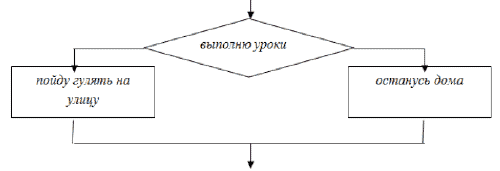 выполню уроки
пойду гулять на
улицу
останусь дома